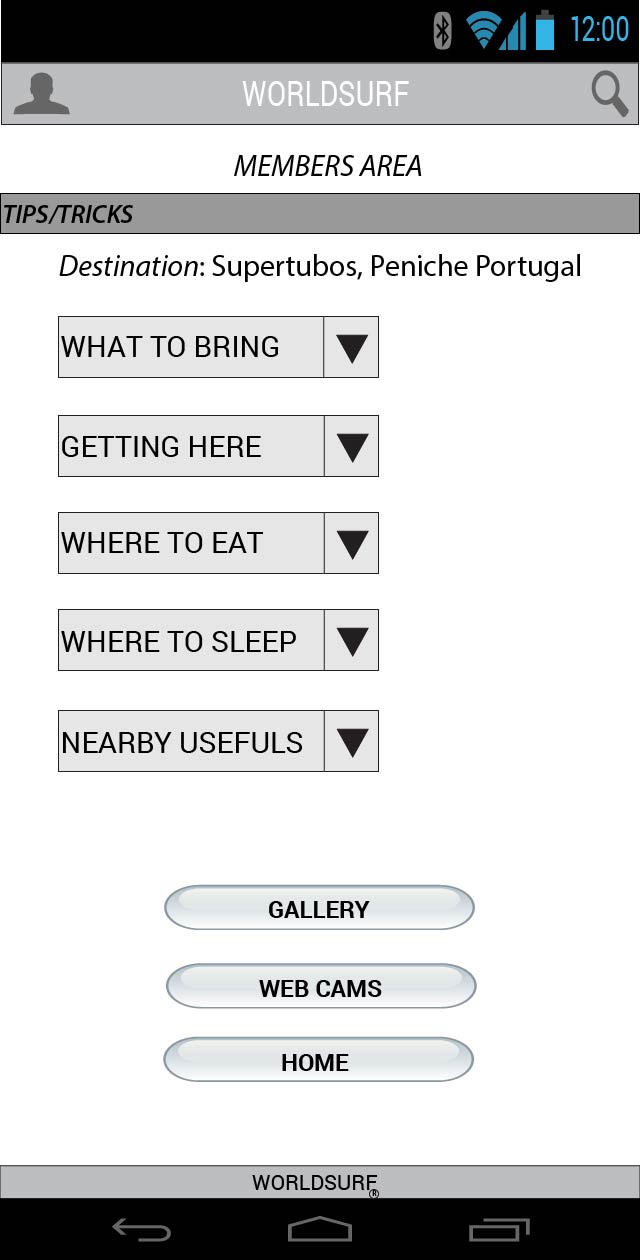 12:00
WORLDSURF
MEMBERS AREA
TIPS/TRICKS
Destination: Supertubos, Peniche Portugal
WHAT TO BRING
GETTING HERE
WHERE TO EAT
WHERE TO SLEEP
NEARBY USEFULS
GALLERY
WEB CAMS
HOME
WORLDSURF®